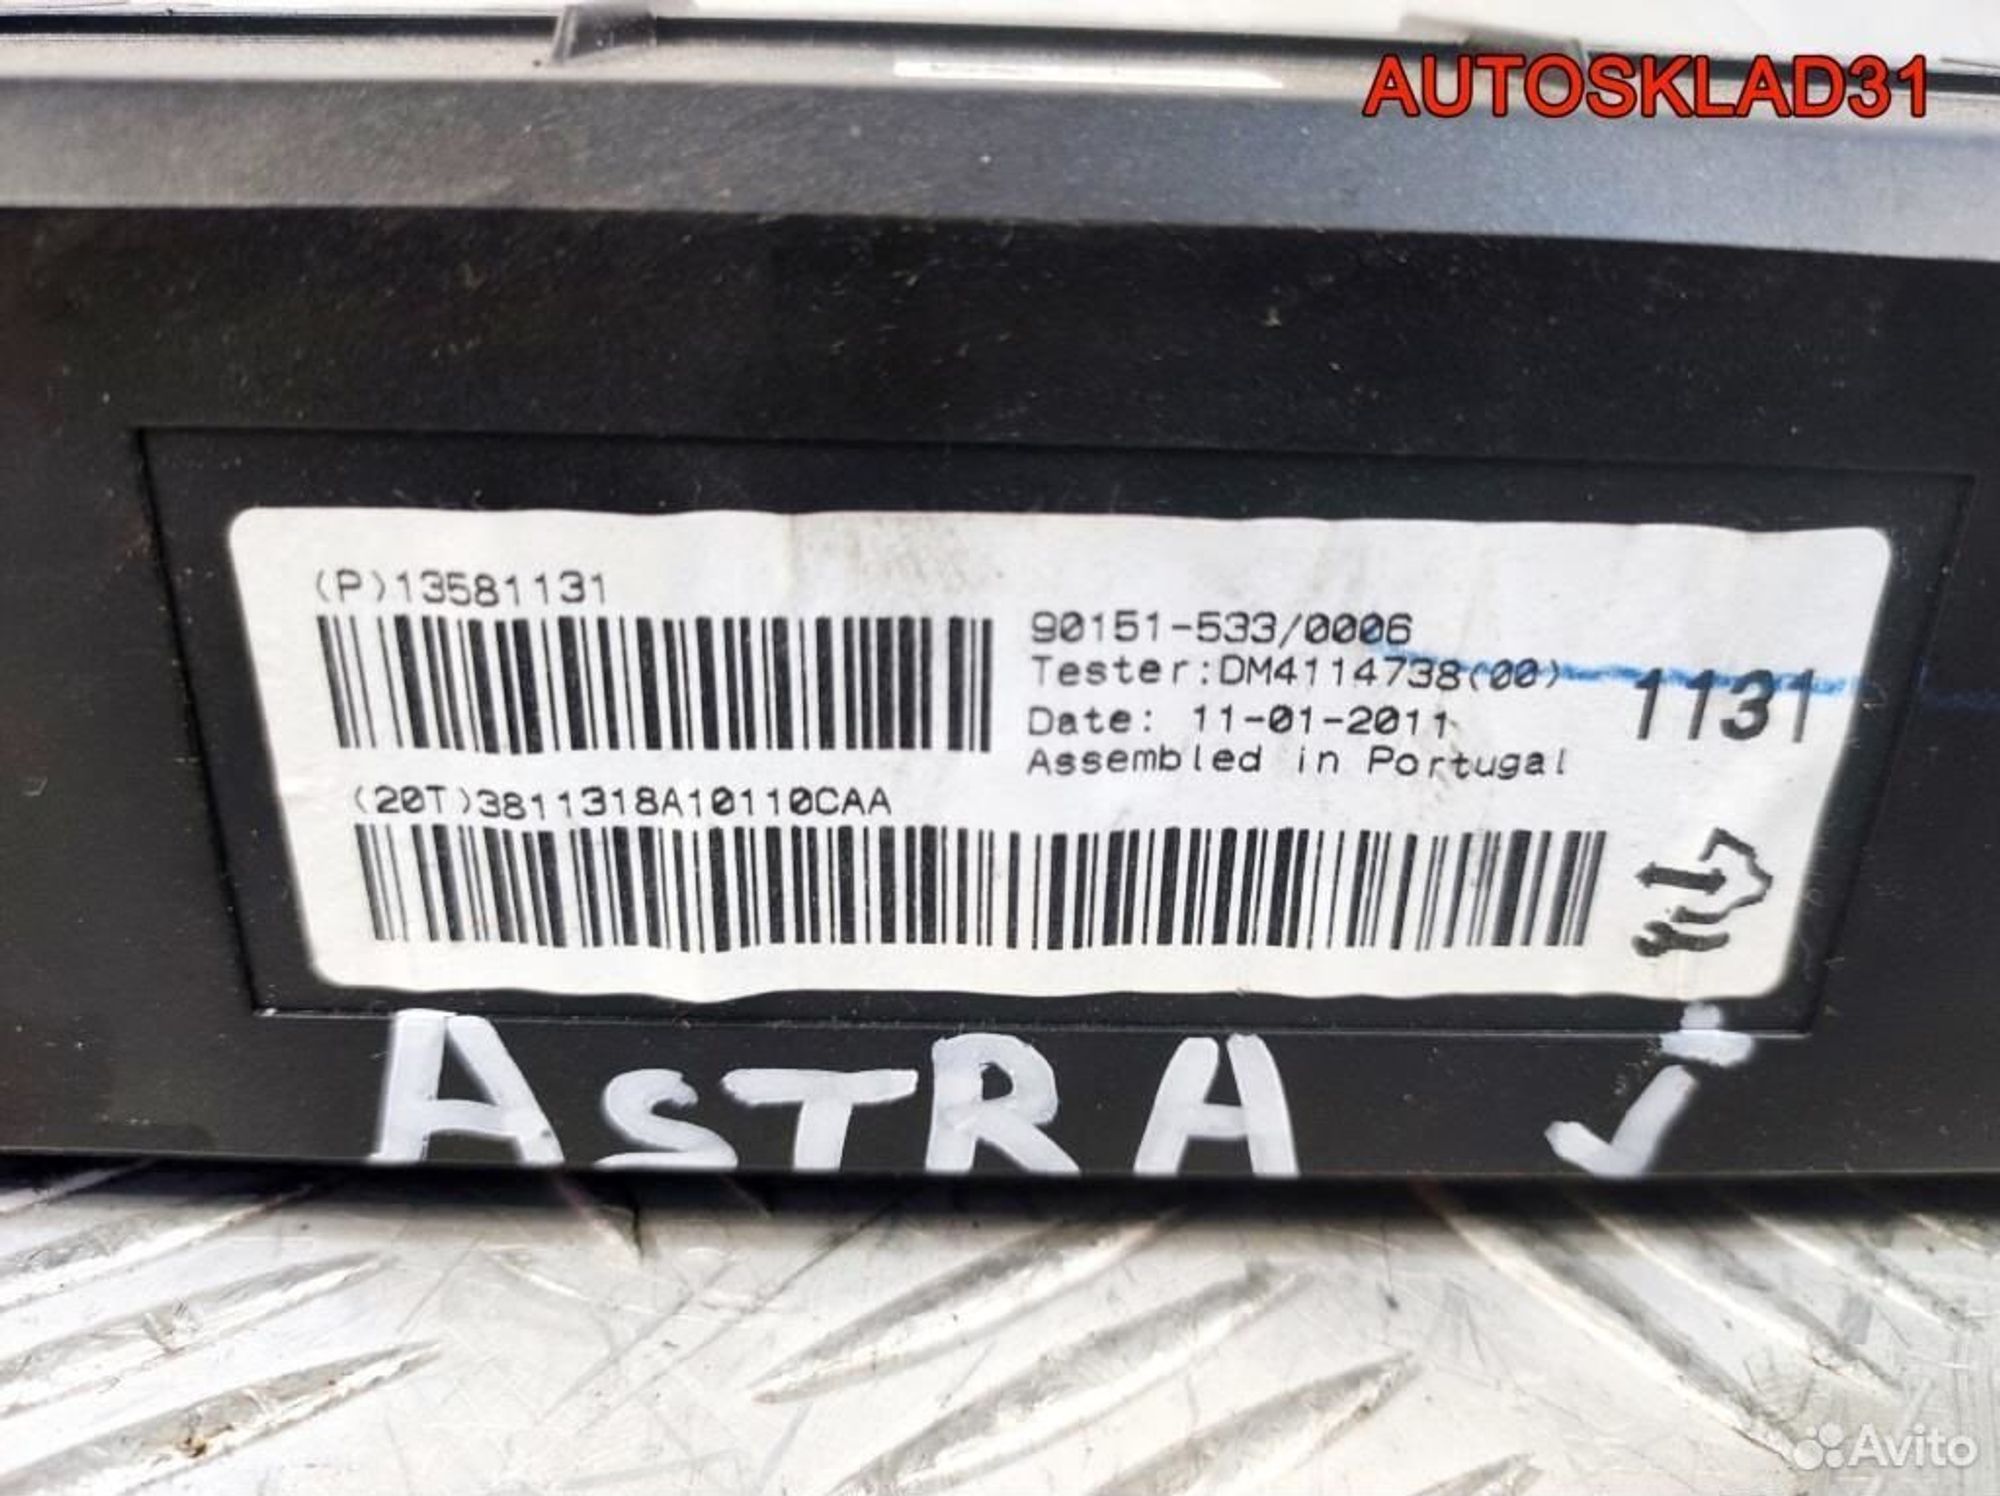 AUTOSKLAD31
(P)13581131
90151-533/0006
Tester:DM4114738(00)
Date: 11-01-2011
Assembled in Portugal
1131
(20T)3811318A10110CAA
ASTRA
Avito